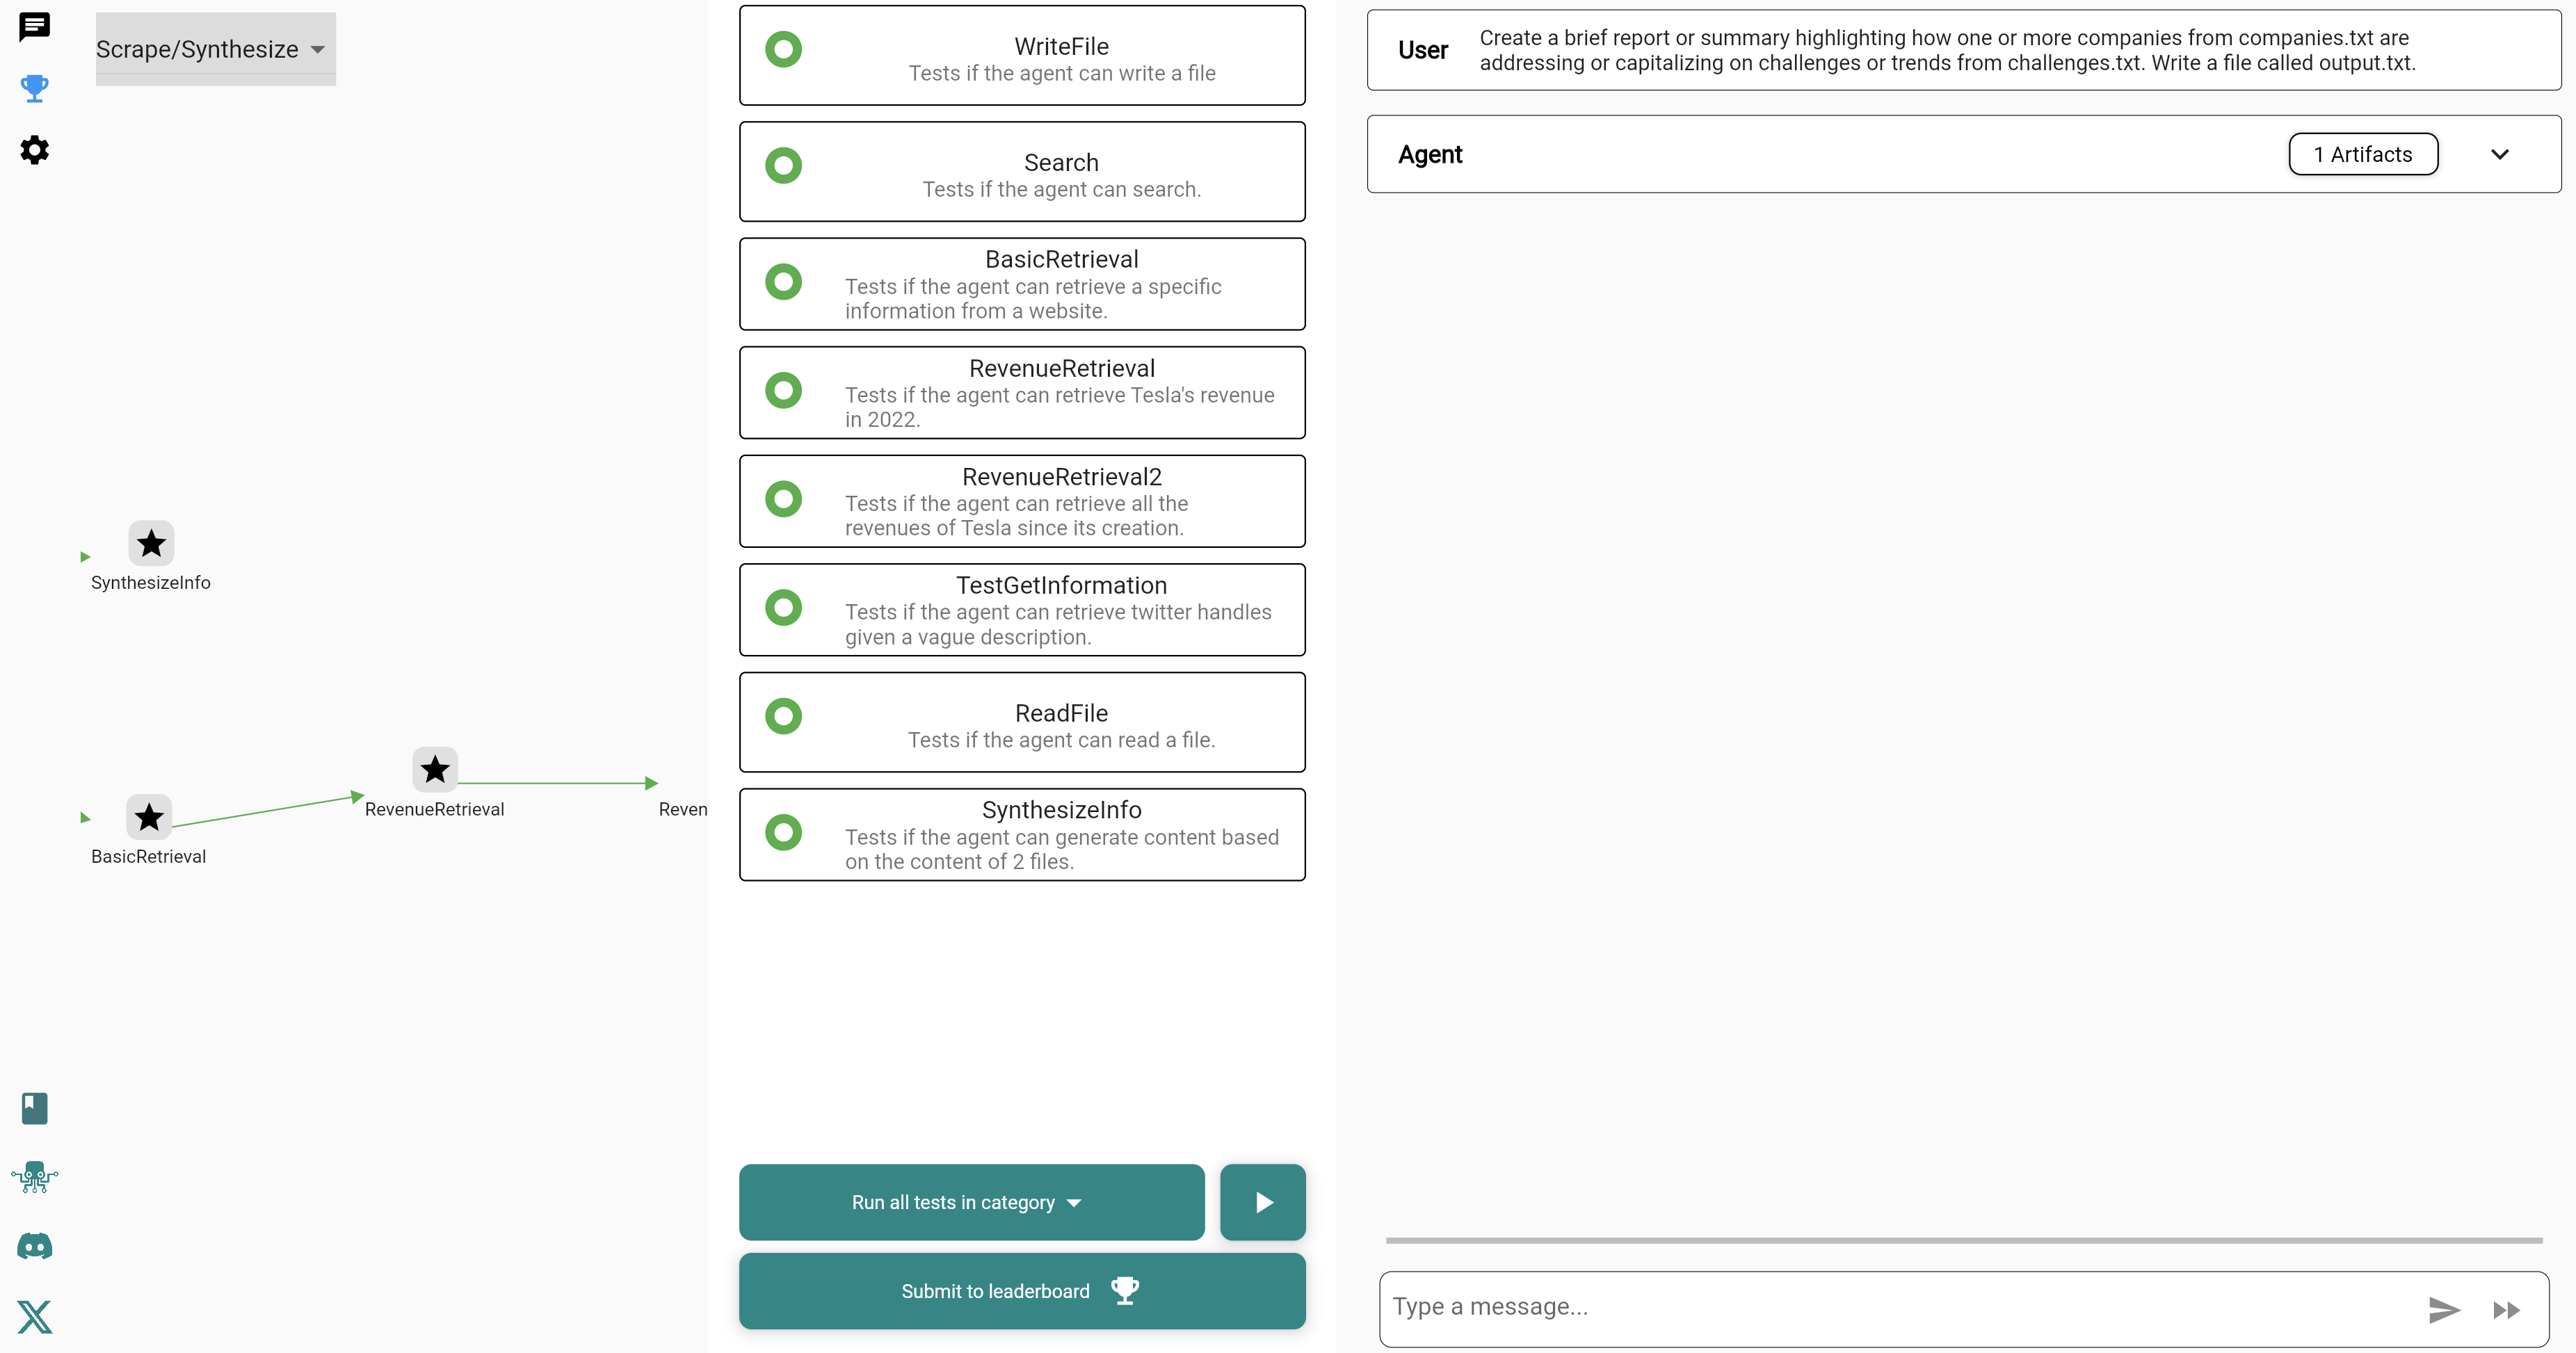 Scrape/Synthesize
SynthesizeInfo
RevenueRetrieval
Reven
BasicRetrieval
WriteFile
Tests if the agent can write a file
Search
Tests if the agent can search.
BasicRetrieval
Tests if the agent can retrieve a specific
information from a website.
RevenueRetrieval
Tests if the agent can retrieve Tesla's revenue
in 2022.
RevenueRetrieval2
Tests if the agent can retrieve all the
revenues of Tesla since its creation.
TestGetInformation
Tests if the agent can retrieve twitter handles
given a vague description.
ReadFile
Tests if the agent can read a file.
SynthesizeInfo
Tests if the agent can generate content based
on the content of 2 files.
Run all tests in category
Submit to leaderboard
User
Create a brief report or summary highlighting how one or more companies from companies.txt are
addressing or capitalizing on challenges or trends from challenges.txt. Write a file called output.txt.
Agent
1 Artifacts
Type a message...